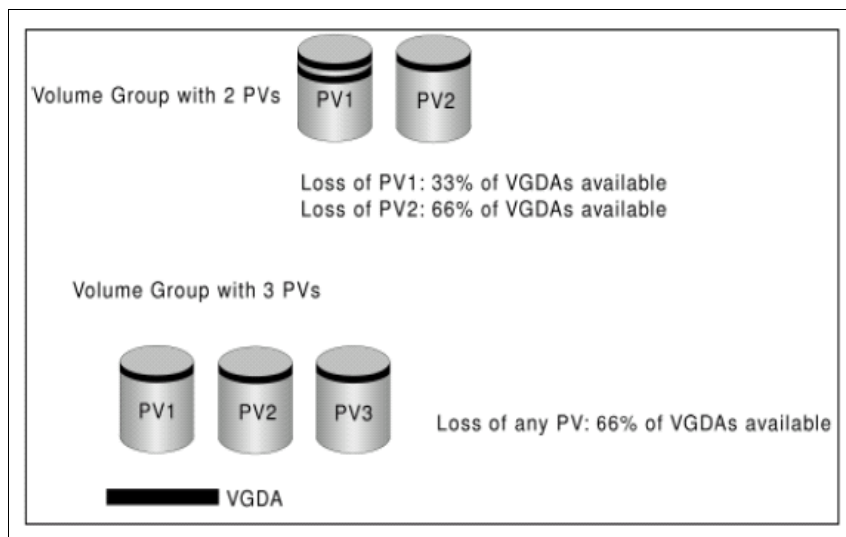 Volume Group with 2 PVs
PV1
PV2
Loss of PV1: 33% of VGDAs available
Loss of PV2: 66% of VGDAs available
Volume Group with 3 PVs
PV1
PV2
PV3
Loss of any PV: 66% of VGDAs available
VGDA